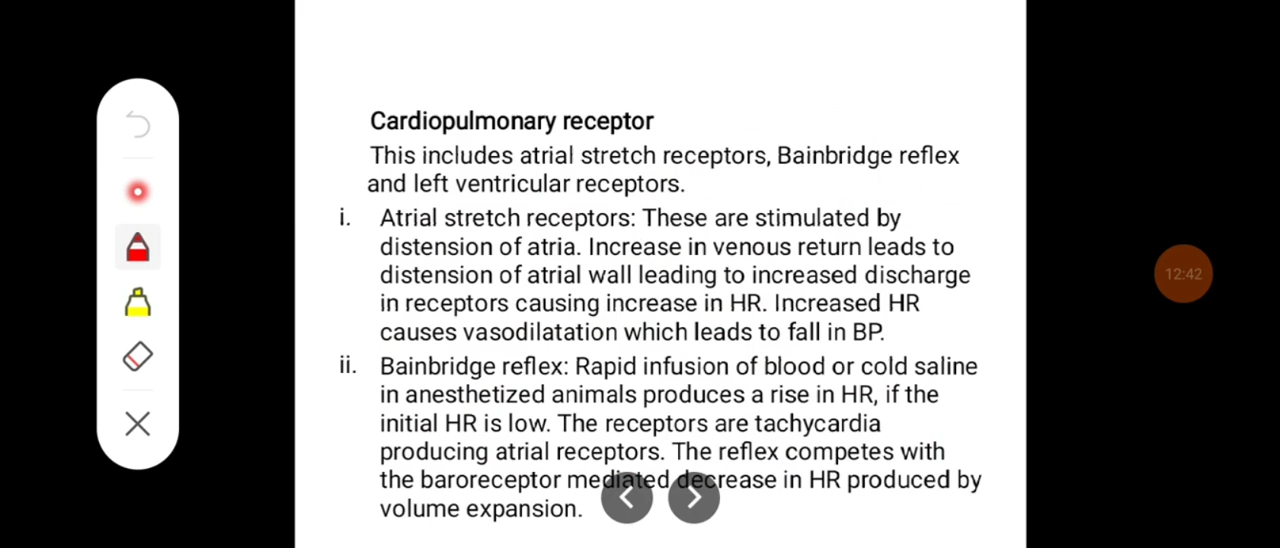 Cardiopulmonary receptor
This includes atrial stretch receptors, Bainbridge reflex
and left ventricular receptors.
i. Atrial stretch receptors: These are stimulated by
distension of atria. Increase in venous return leads to
distension of atrial wall leading to increased discharge
in receptors causing increase in HR. Increased HR
causes vasodilatation which leads to fall in BP.
12:42
ii. Bainbridge reflex: Rapid infusion of blood or cold saline
in anesthetized animals produces a rise in HR, if the
initial HR is low. The receptors are tachycardia
producing atrial receptors. The reflex competes with
the baroreceptor mediated decrease in HR produced by
volume expansion.